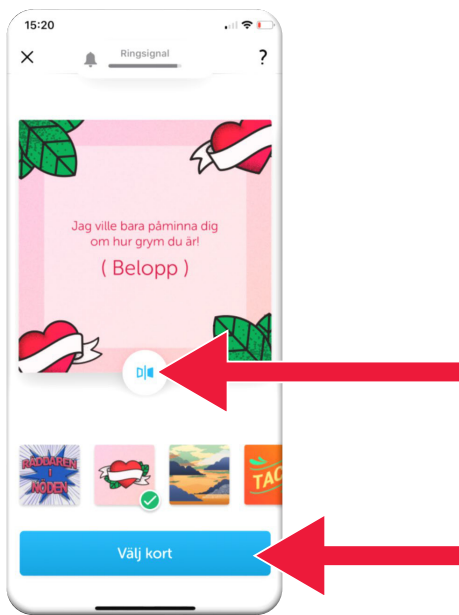 15:20
Ringsignal
?
Jag ville bara påminna dig
om hur grym du är!
( Belopp )
RÄDDAREN
I
NÖDEN
TAC
Välj kort